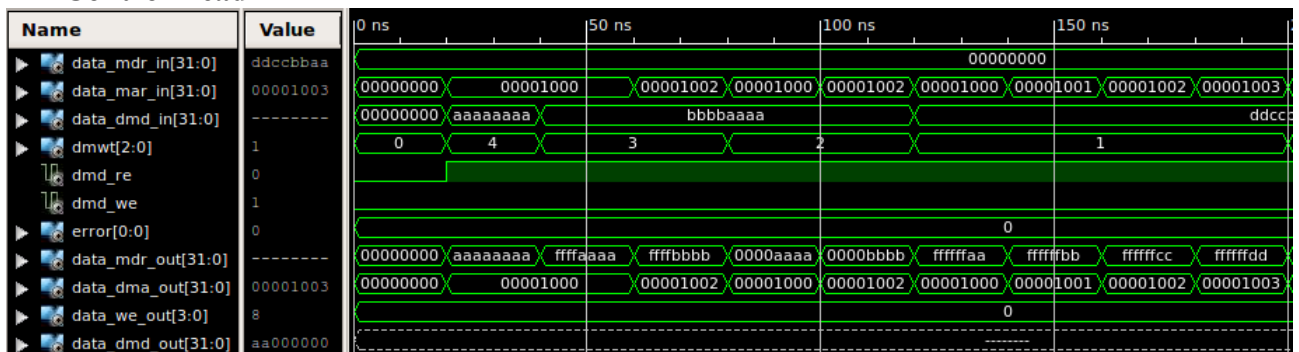 Name Value 0 ns 50 ns 100 ns 150 ns
data_mdr_in[31:0] ddccbbaa 00000000
data_mar_in[31:0] 00001003 00000000 00001000 00001002 00001000 00001002 00001000 00001001 00001002 00001003
data_dmd_in[31:0] -------- 00000000 aaaaaaaa bbbbaaaa
dmwt[2:0] 1 0 4 3 2 1
dmd_re 0
dmd_we 1
error[0:0] 0 0
data_mdr_out[31:0] -------- 00000000 aaaaaaaa ffffaaaa ffffbbbb 0000aaaa 0000bbbb ffffffaa ffffffbb ffffffcc ffffffdd
data_dma_out[31:0] 00001003 00000000 00001000 00001002 00001000 00001002 00001000 00001001 00001002 00001003
data_we_out[3:0] 8 0
data_dmd_out[31:0] aa000000 --------